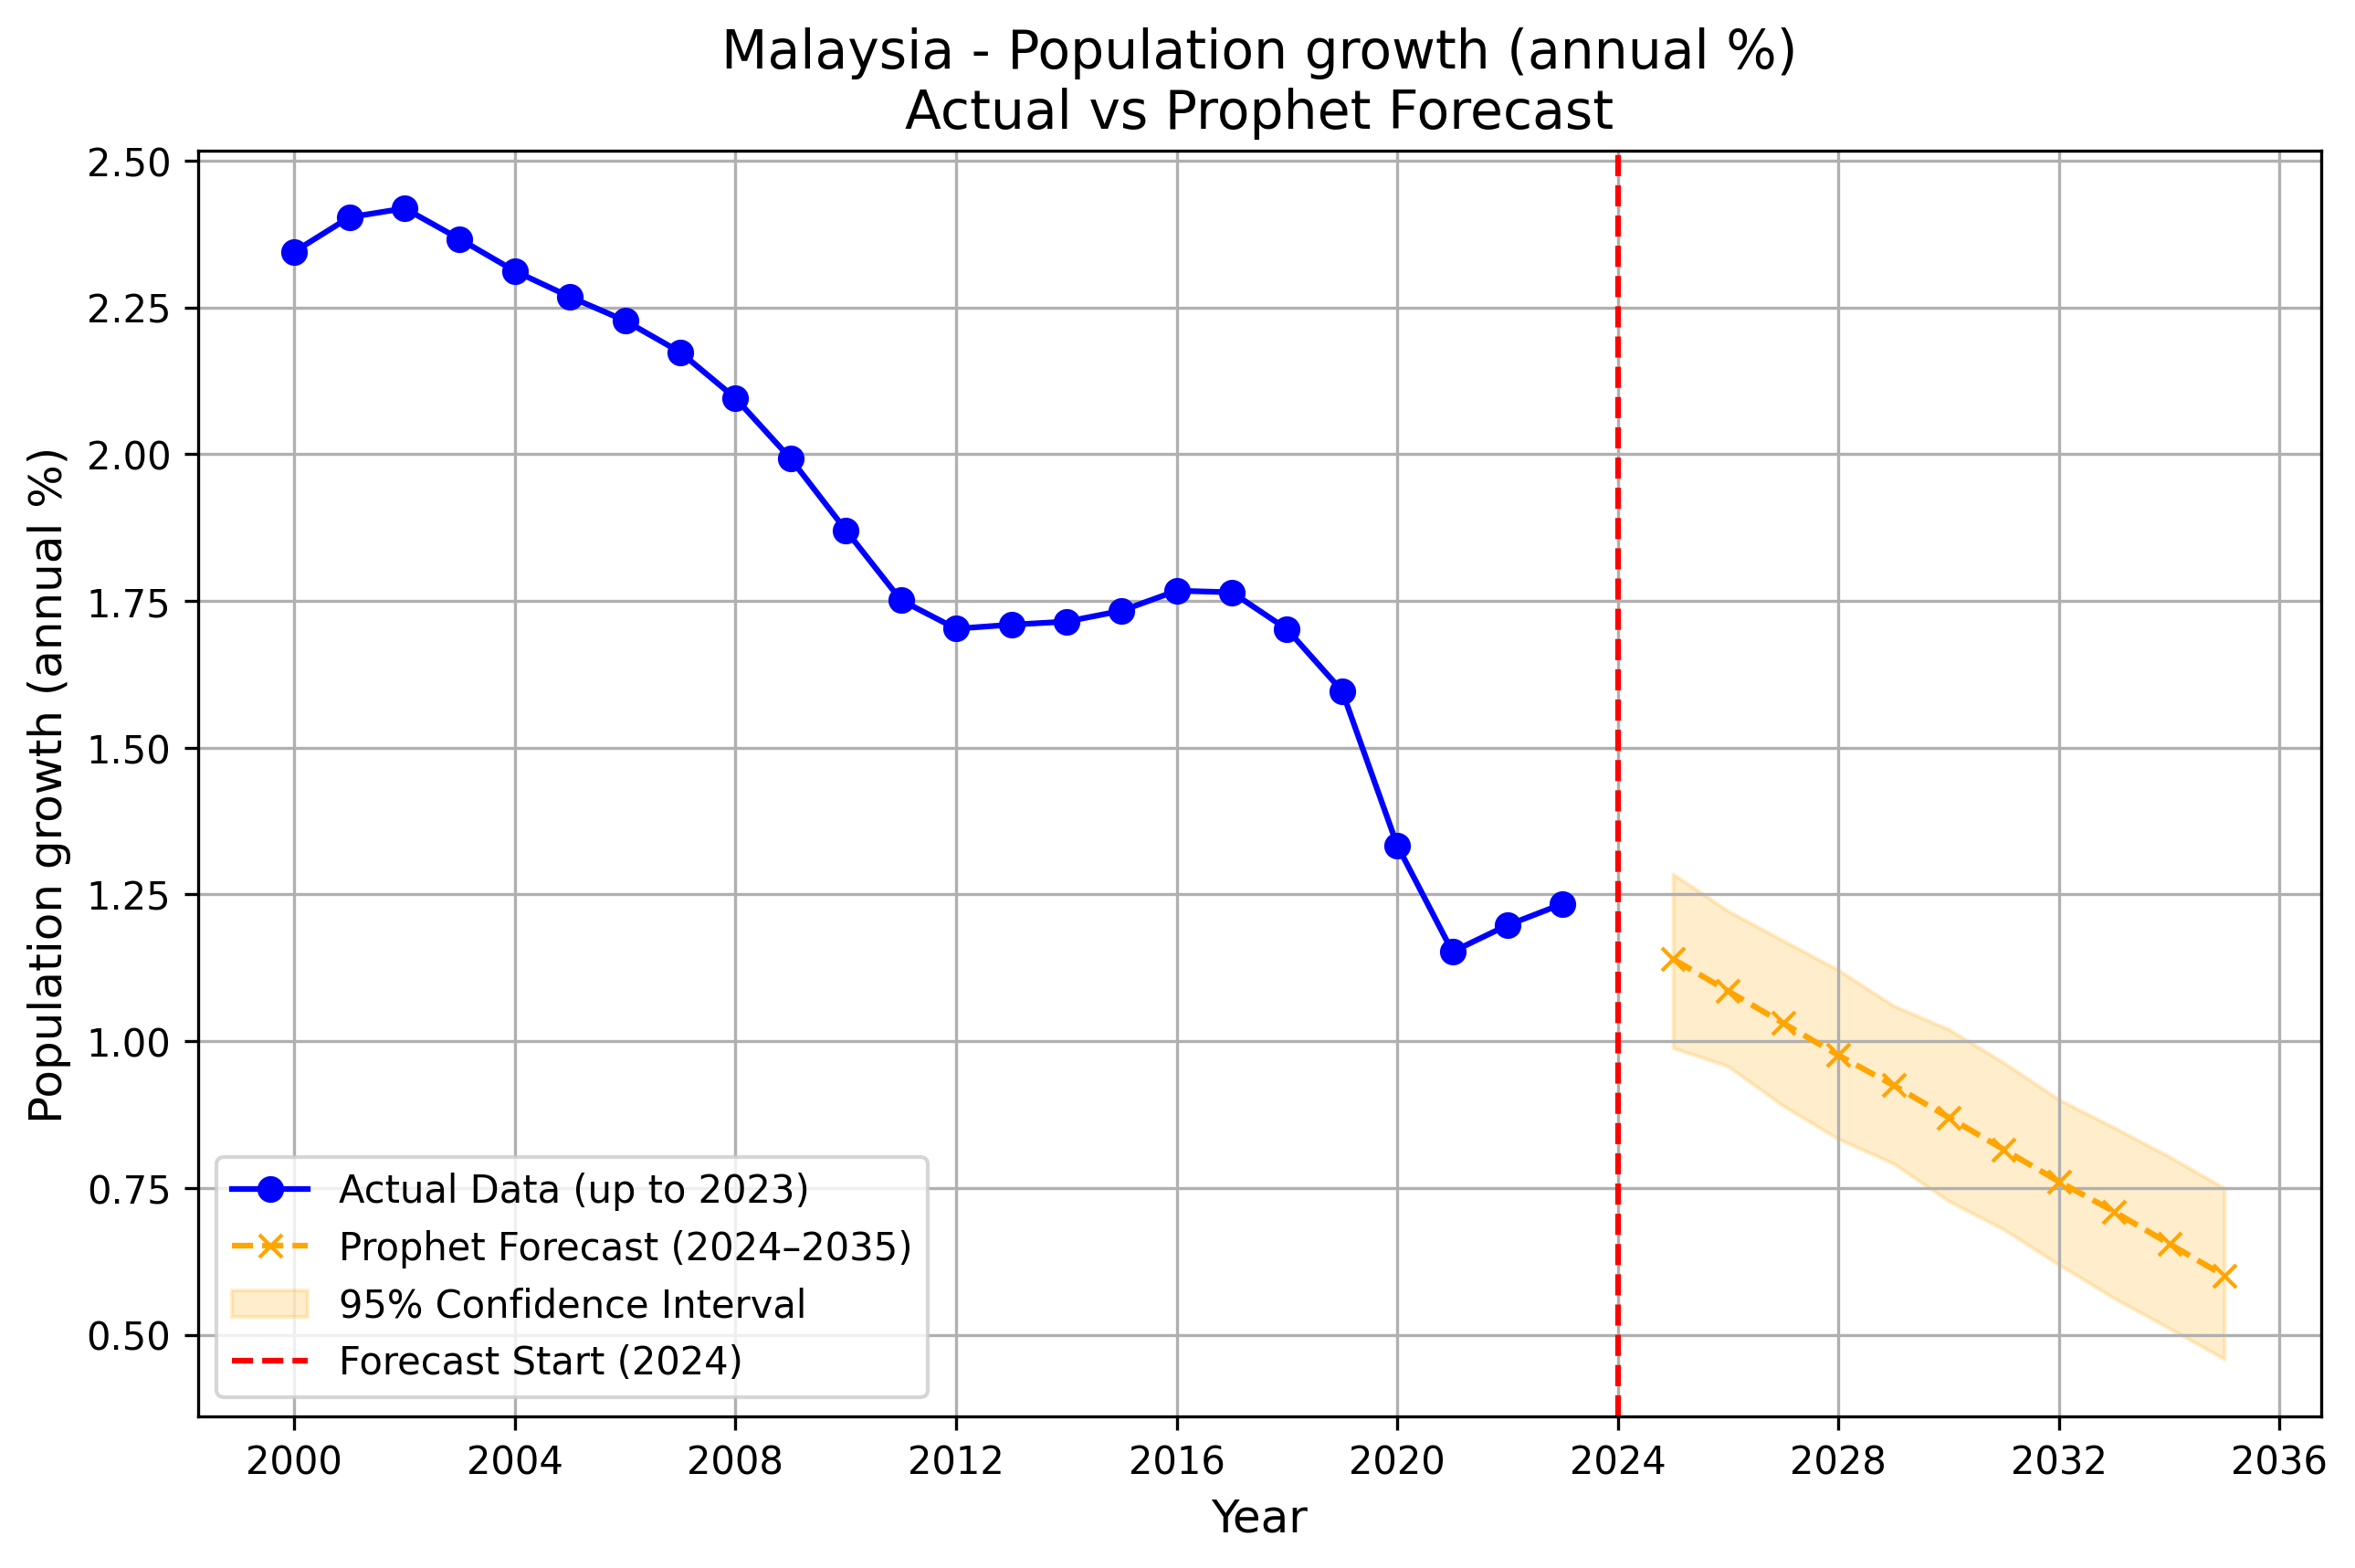 Malaysia - Population growth (annual %)
Actual vs Prophet Forecast
Population growth (annual %)
2.50
2.25
2.00
1.75
1.50
1.25
1.00
0.75
0.50
Actual Data (up to 2023)
Prophet Forecast (2024–2035)
95% Confidence Interval
Forecast Start (2024)
2000 2004 2008 2012 2016 2020 2024 2028 2032 2036
Year